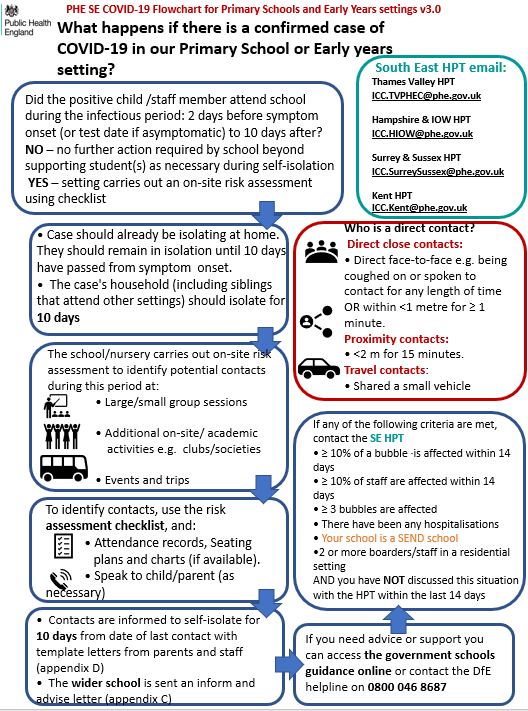 PHE SE COVID-19 Flowchart for Primary Schools and Early Years settings v3.0
Public Health
England
What happens if there is a confirmed case of
COVID-19 in our Primary School or Early years
setting?
South East HPT email:
Thames Valley HPT
ICC.TVPHEC@phe.gov.uk
Hampshire & IOW HPT
ICC.HIOW@phe.gov.uk
Surrey & Sussex HPT
ICC.SurreySussex@phe.gov.uk
Kent HPT
ICC.Kent@phe.gov.uk
Did the positive child /staff member attend school
during the infectious period: 2 days before symptom
onset (or test date if asymptomatic) to 10 days after?
NO – no further action required by school beyond
supporting student(s) as necessary during self-isolation
YES – setting carries out an on-site risk assessment
using checklist
• Case should already be isolating at home.
They should remain in isolation until 10 days
have passed from symptom onset.
• The case's household (including siblings
that attend other settings) should isolate for
10 days
Who is a direct contact?
Direct close contacts:
• Direct face-to-face e.g. being
coughed on or spoken to
contact for any length of time
OR within <1 metre for ≥ 1
minute.
Proximity contacts:
• <2 m for 15 minutes.
Travel contacts:
• Shared a small vehicle
The school/nursery carries out on-site risk
assessment to identify potential contacts
during this period at:
• Large/small group sessions
• Additional on-site/ academic
activities e.g. clubs/societies
• Events and trips
To identify contacts, use the risk
assessment checklist, and:
• Attendance records, Seating
plans and charts (if available).
• Speak to child/parent (as
necessary)
• Contacts are informed to self-isolate for
10 days from date of last contact with
template letters from parents and staff
(appendix D)
• The wider school is sent an inform and
advise letter (appendix C)
If any of the following criteria are met,
contact the SE HPT
• ≥ 10% of a bubble ·is affected within 14
days
• ≥ 10% of staff are affected within 14
days
• ≥ 3 bubbles are affected
• There have been any hospitalisations
• Your school is a SEND school
•2 or more boarders/staff in a residential
setting
AND you have NOT discussed this situation
with the HPT within the last 14 days
If you need advice or support you
can access the government schools
guidance online or contact the DfE
helpline on 0800 046 8687